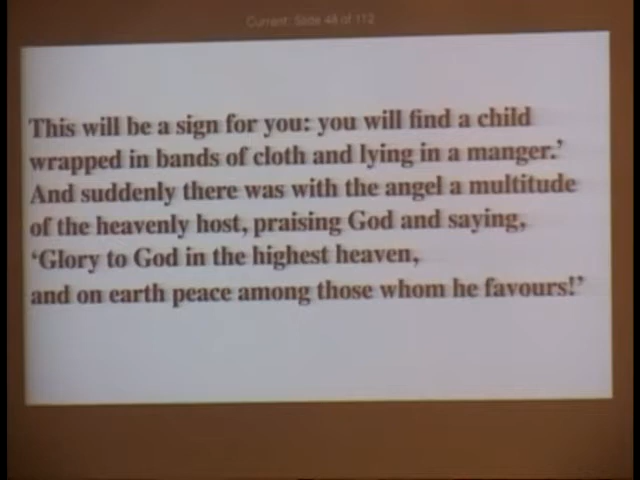 Current: Slide 48 of 112
This will be a sign for you: you will find a child
wrapped in bands of cloth and lying in a manger.’
And suddenly there was with the angel a multitude
of the heavenly host, praising God and saying,
‘Glory to God in the highest heaven,
and on earth peace among those whom he favours!’